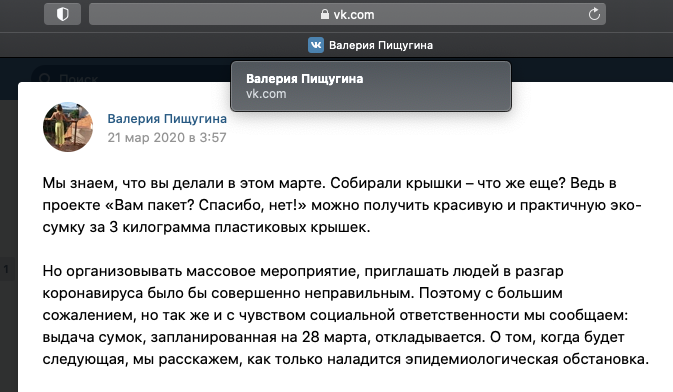 vk.com
Валерия Пищугина
Поиск
Валерия Пищугина
vk.com
Валерия Пищугина
21 мар 2020 в 3:57
Мы знаем, что вы делали в этом марте. Собирали крышки – что же еще? Ведь в
проекте «Вам пакет? Спасибо, нет!» можно получить красивую и практичную эко-
сумку за 3 килограмма пластиковых крышек.
Но организовывать массовое мероприятие, приглашать людей в разгар
коронавируса было бы совершенно неправильным. Поэтому с большим
сожалением, но так же и с чувством социальной ответственности мы сообщаем:
выдача сумок, запланированная на 28 марта, откладывается. О том, когда будет
следующая, мы расскажем, как только наладится эпидемиологическая обстановка.
1